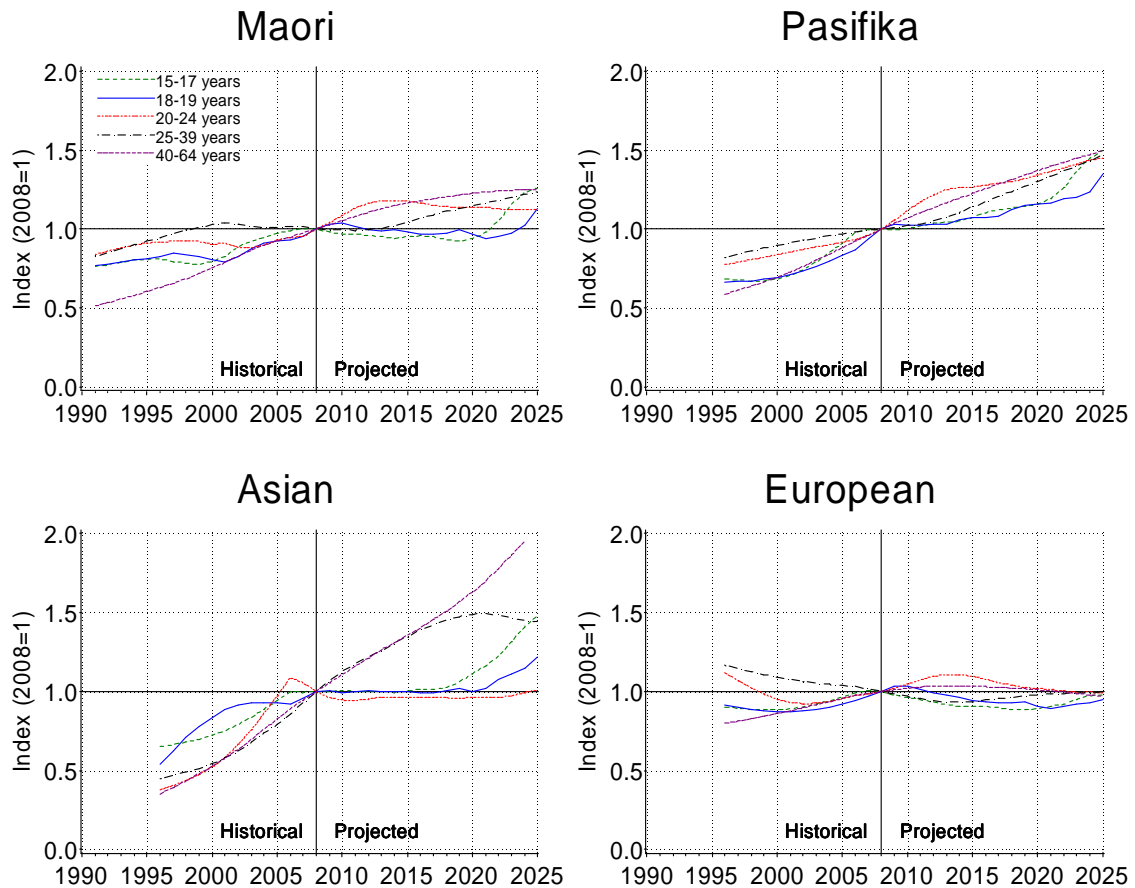 Maori
Pasifika
2.0
1.5
1.0
0.5
0.0
Index (2008=1)
15-17 years
18-19 years
20-24 years
25-39 years
40-64 years
Historical
Projected
1990 1995 2000 2005 2010 2015 2020 2025
2.0
1.5
1.0
0.5
0.0
Index (2008=1)
Historical
Projected
1990 1995 2000 2005 2010 2015 2020 2025
Asian
European
2.0
1.5
1.0
0.5
0.0
Index (2008=1)
Historical
Projected
1990 1995 2000 2005 2010 2015 2020 2025
2.0
1.5
1.0
0.5
0.0
Index (2008=1)
Historical
Projected
1990 1995 2000 2005 2010 2015 2020 2025